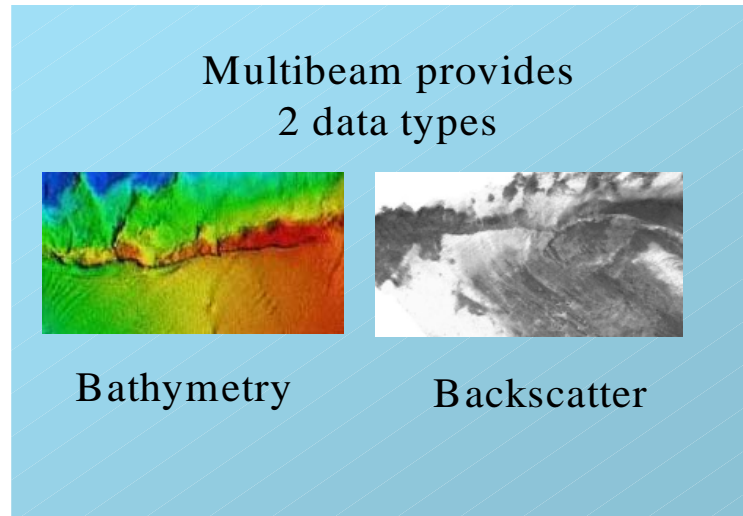 Multibeam provides
2 data types
Bathymetry
Backscatter